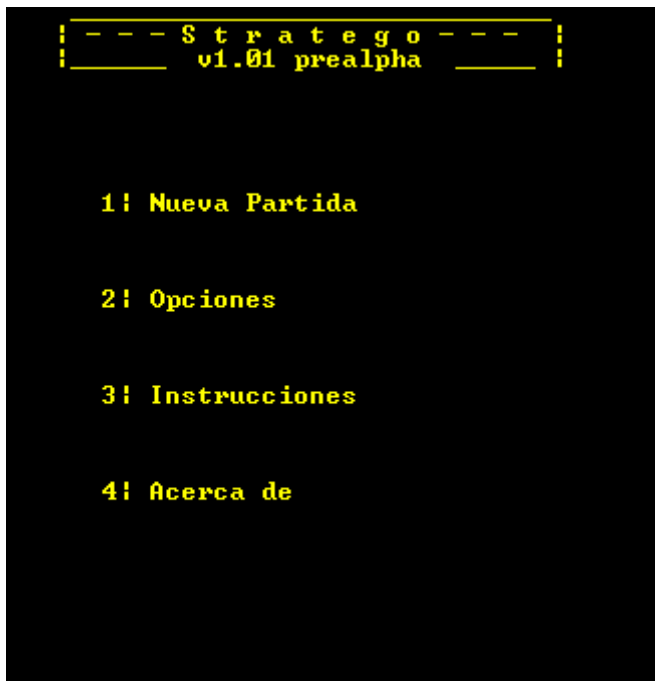 - - - S t r a t e g o - - -
v1.01 prealpha
1¦ Nueva Partida
2¦ Opciones
3¦ Instrucciones
4¦ Acerca de